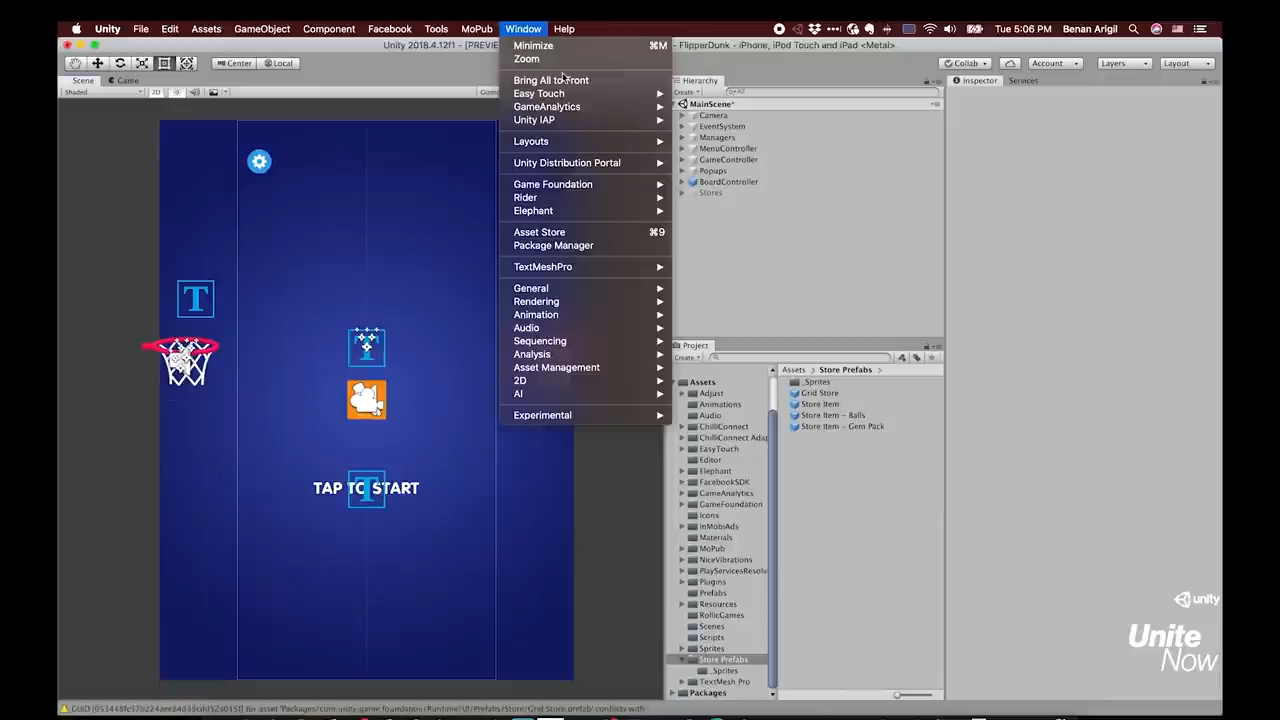 Unity File Edit Assets GameObject Component Facebook Tools MoPub Window Help Tue 5:06 PM Benan Arigil
Unity 2018.4.12f1 - [PREVIE
- FlipperDunk - iPhone, iPod Touch and iPad <Metal>
Center Local Collab Account Layers Layout
Scene Game
Shaded 2D Gizmo
Minimize ⌘M
Zoom
Bring All to Front
Easy Touch
GameAnalytics
Unity IAP
Layouts
Unity Distribution Portal
Game Foundation
Rider
Elephant
Asset Store ⌘9
Package Manager
TextMeshPro
General
Rendering
Animation
Audio
Sequencing
Analysis
Asset Management
2D
AI
Experimental
T
T
TAP TO START
T
Hierarchy
Create All
MainScene*
Camera
EventSystem
Managers
MenuController
GameController
Popups
BoardController
Stores
Inspector Services
Project
Create
Assets
Adjust
Animations
Audio
ChilliConnect
ChilliConnect Adap
EasyTouch
Editor
Elephant
FacebookSDK
GameAnalytics
GameFoundation
Icons
InMobiAds
Materials
MoPub
NiceVibrations
PlayServicesResolv
Plugins
Prefabs
Resources
RollicGames
Scenes
Scripts
Sprites
Store Prefabs
_Sprites
TextMesh Pro
Packages
Assets Store Prefabs
_Sprites
Grid Store
Store Item
Store Item - Balls
Store Item - Gem Pack
unity
Unite
Now